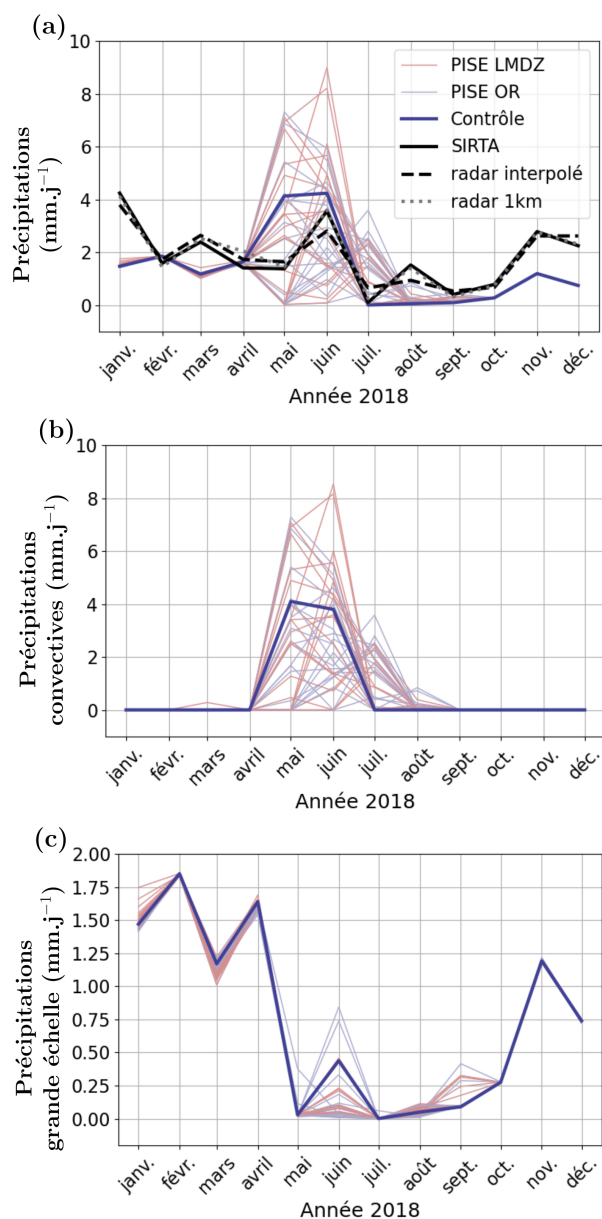 (a)
10
8
6
4
2
0
Précipitations
(mm.j⁻¹)
PISE LMDZ
PISE OR
Contrôle
SIRTA
radar interpolé
radar 1km
janv. févr. mars avril mai juin juil. août sept. oct. nov. déc.
Année 2018
(b)
10
8
6
4
2
0
Précipitations
convectives (mm.j⁻¹)
janv. févr. mars avril mai juin juil. août sept. oct. nov. déc.
Année 2018
(c)
2.00
1.75
1.50
1.25
1.00
0.75
0.50
0.25
0.00
Précipitations
grande échelle (mm.j⁻¹)
janv. févr. mars avril mai juin juil. août sept. oct. nov. déc.
Année 2018